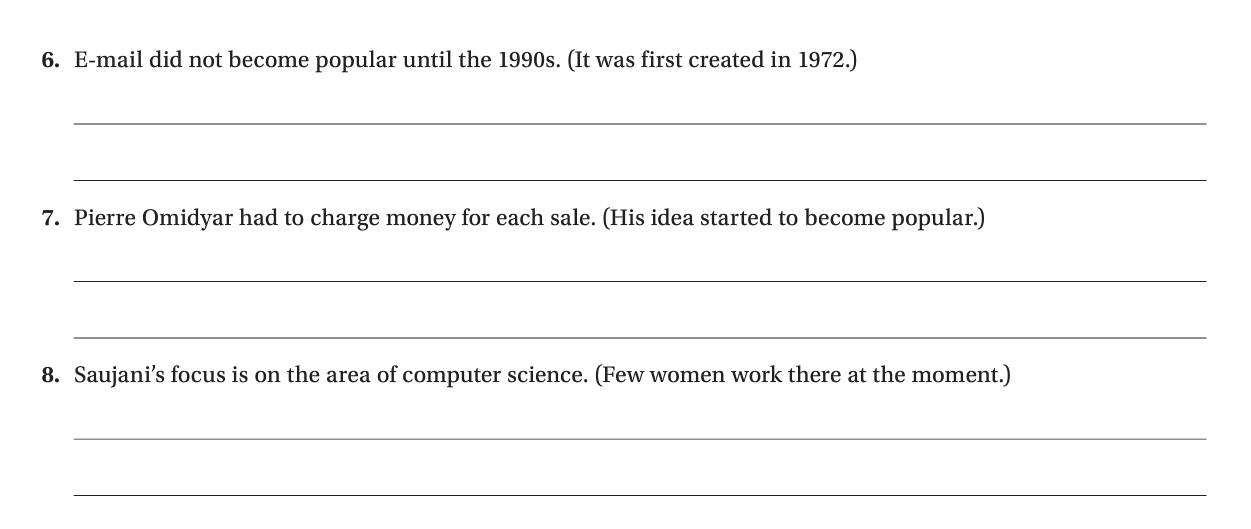 6. E-mail did not become popular until the 1990s. (It was first created in 1972.)
7. Pierre Omidyar had to charge money for each sale. (His idea started to become popular.)
8. Saujani’s focus is on the area of computer science. (Few women work there at the moment.)